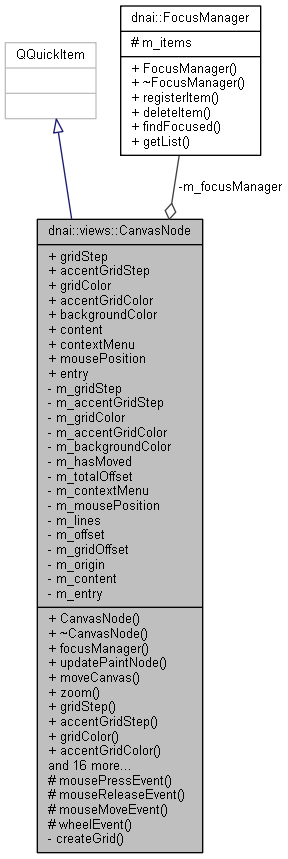 dnai::FocusManager
# m_items
+ FocusManager()
+ ~FocusManager()
+ registerItem()
+ deleteItem()
+ findFocused()
+ getList()
QQuickItem
-m_focusManager
dnai::views::CanvasNode
+ gridStep
+ accentGridStep
+ gridColor
+ accentGridColor
+ backgroundColor
+ content
+ contextMenu
+ mousePosition
+ entry
- m_gridStep
- m_accentGridStep
- m_gridColor
- m_accentGridColor
- m_backgroundColor
- m_hasMoved
- m_totalOffset
- m_contextMenu
- m_mousePosition
- m_lines
- m_offset
- m_gridOffset
- m_origin
- m_content
- m_entry
+ CanvasNode()
+ ~CanvasNode()
+ focusManager()
+ updatePaintNode()
+ moveCanvas()
+ zoom()
+ gridStep()
+ accentGridStep()
+ gridColor()
+ accentGridColor()
and 16 more...
# mousePressEvent()
# mouseReleaseEvent()
# mouseMoveEvent()
# wheelEvent()
- createGrid()